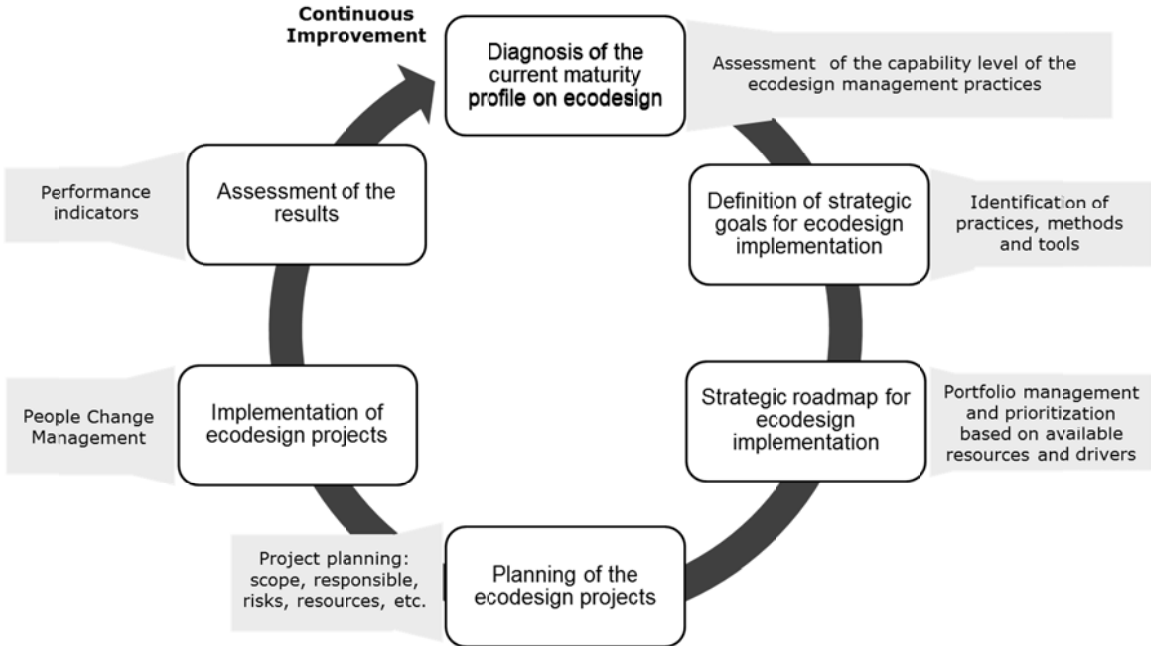 Continuous
Improvement
Diagnosis of the
current maturity
profile on ecodesign
Assessment of the capability level of the
ecodesign management practices
Definition of strategic
goals for ecodesign
implementation
Identification of
practices, methods
and tools
Strategic roadmap for
ecodesign
implementation
Portfolio management
and prioritization
based on available
resources and drivers
Planning of the
ecodesign projects
Project planning:
scope, responsible,
risks, resources, etc.
Implementation of
ecodesign projects
People Change
Management
Assessment of the
results
Performance
indicators